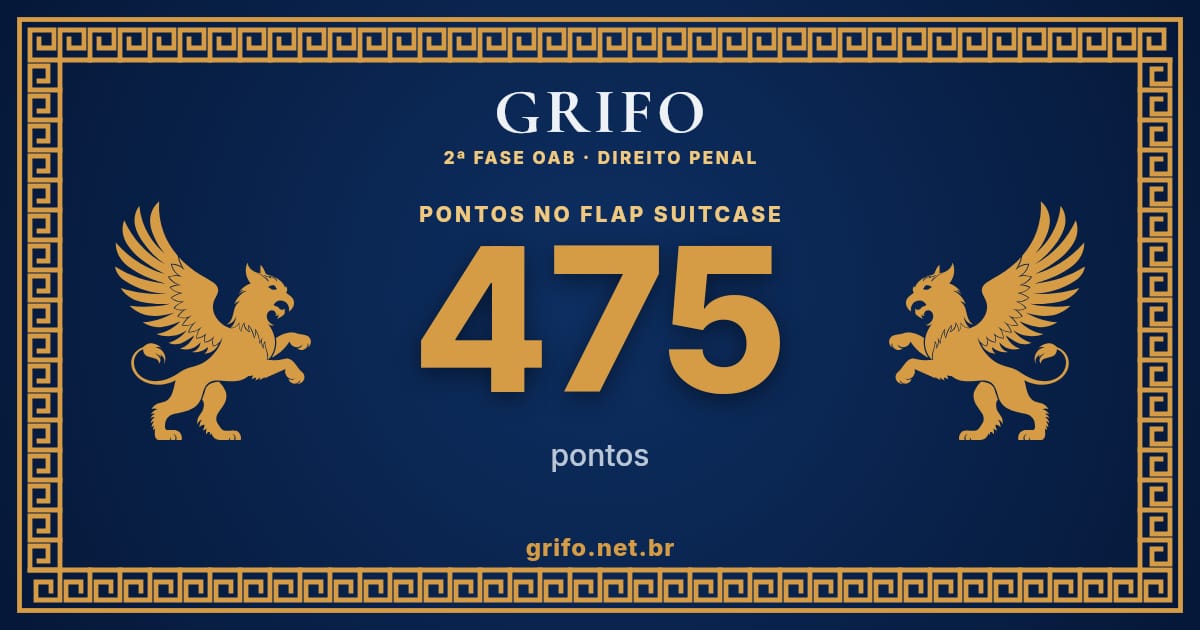 GRIFO
2ª FASE OAB · DIREITO PENAL
PONTOS NO FLAP SUITCASE
475
pontos
grifo.net.br